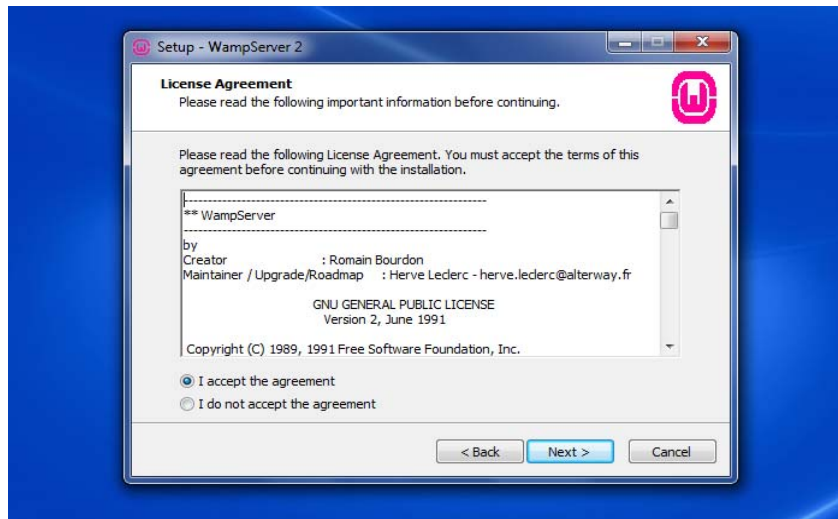 Setup - WampServer 2
License Agreement
Please read the following important information before continuing.
Please read the following License Agreement. You must accept the terms of this
agreement before continuing with the installation.
------------------------------------------------------------
** WampServer
------------------------------------------------------------
by
Creator : Romain Bourdon
Maintainer / Upgrade/Roadmap : Herve Leclerc - herve.leclerc@alterway.fr
GNU GENERAL PUBLIC LICENSE
Version 2, June 1991
Copyright (C) 1989, 1991 Free Software Foundation, Inc.
I accept the agreement
I do not accept the agreement
< Back Next > Cancel